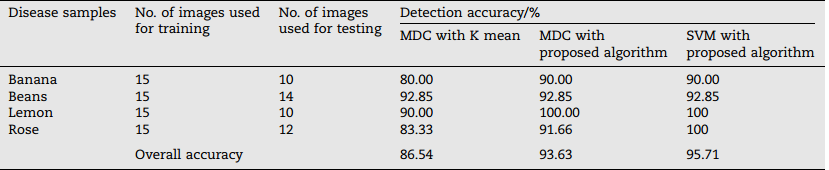 Disease samples No. of images used for training No. of images used for testing Detection accuracy/%
MDC with K mean MDC with proposed algorithm SVM with proposed algorithm
Banana 15 10 80.00 90.00 90.00
Beans 15 14 92.85 92.85 92.85
Lemon 15 10 90.00 100.00 100
Rose 15 12 83.33 91.66 100
Overall accuracy 86.54 93.63 95.71